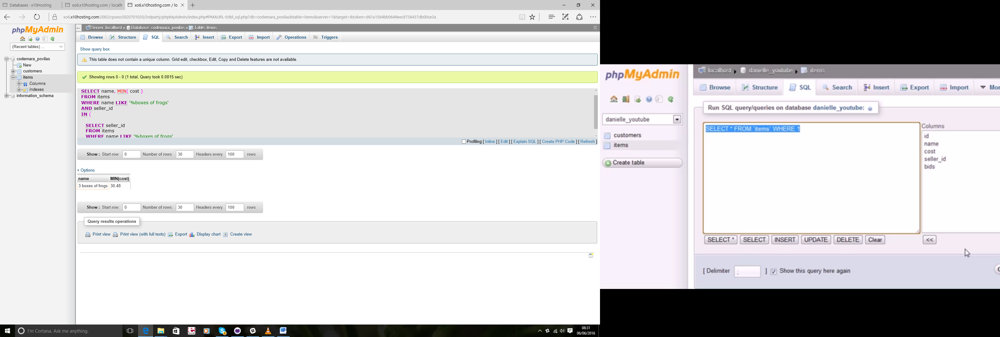 Databases - x10Hosting
xo6.x10hosting.com / localh
xo6.x10hosting.com / lo
xo6.x10hosting.com:2083/cpsess5820701020/3rdparty/phpMyAdmin/index.php#PMAURL-6:tbl_sql.php?db=codemara_povilas&table=items&server=1&target=&token=d61a1564bb0649eec8756437db00ce3a
phpMyAdmin
(Recent tables) ...
codemara_povilas
New
customers
items
Columns
Indexes
information_schema
Server: localhost » Database: codemara_povilas » Table: items
Browse Structure SQL Search Insert Export Import Operations Triggers
Show query box
This table does not contain a unique column. Grid edit, checkbox, Edit, Copy and Delete features are not available.
Showing rows 0 - 0 (1 total, Query took 0.0015 sec)
SELECT name, MIN( cost )
FROM items
WHERE name LIKE '%boxes of frogs'
AND seller_id
IN (
SELECT seller_id
FROM items
WHERE name LIKE '%boxes of frogs'
Profiling [ Inline ] [ Edit ] [ Explain SQL ] [ Create PHP Code ] [ Refresh ]
Show : Start row: 0 Number of rows: 30 Headers every 100 rows
+ Options
name MIN(cost)
3 boxes of frogs 30.48
Show : Start row: 0 Number of rows: 30 Headers every 100 rows
Query results operations
Print view Print view (with full texts) Export Display chart Create view
I'm Cortana. Ask me anything.
08:31
06/06/2016
phpMyAdmin
danielle_youtube
customers
items
Create table
localhost danielle_youtube items
Browse Structure SQL Search Insert Export Import Mor
Run SQL query/queries on database danielle_youtube:
SELECT * FROM `items` WHERE 1
Columns
id
name
cost
seller_id
bids
SELECT * SELECT INSERT UPDATE DELETE Clear <<
[ Delimiter ; ] Show this query here again